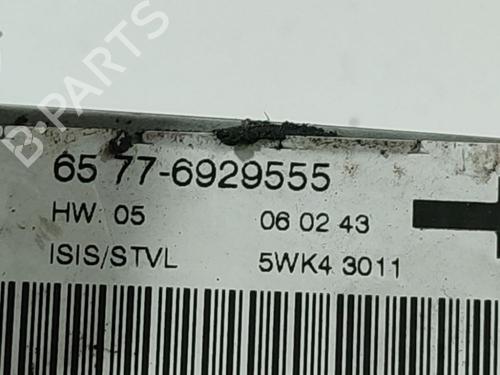 B-PARTS
65 77-6929555
HW. 05 06 02 43
ISIS/STVL 5WK4 3011